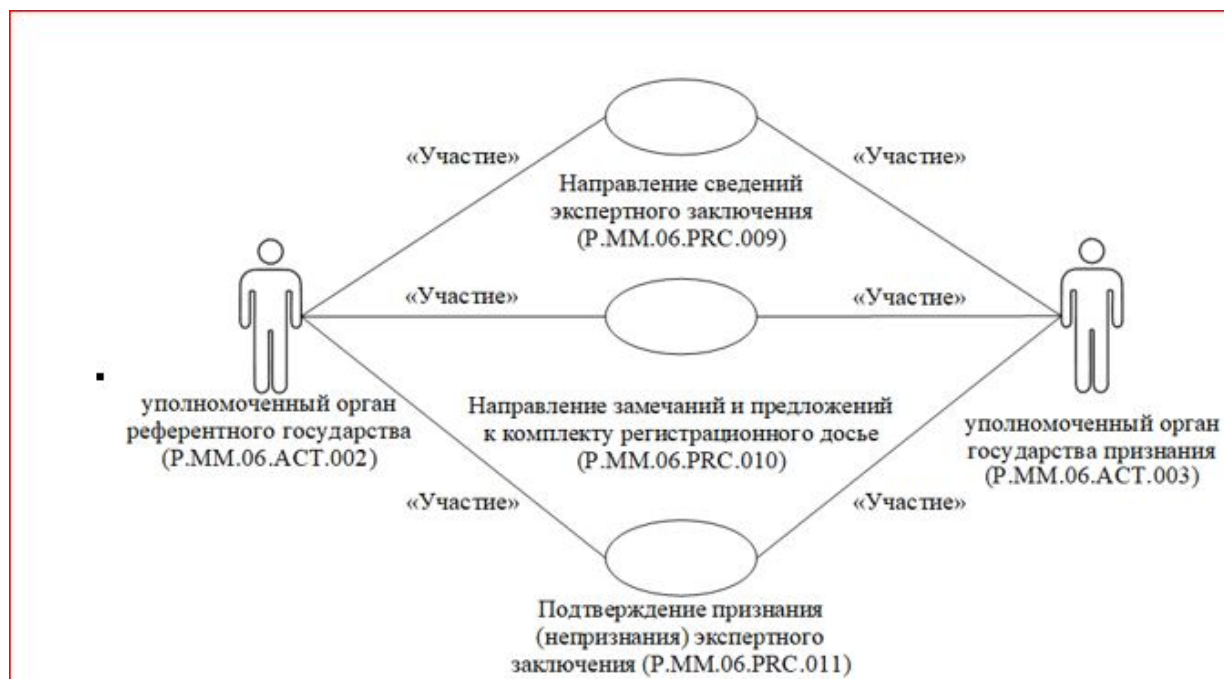 «Участие»
«Участие»
Направление сведений
экспертного заключения
(P.MM.06.PRC.009)
«Участие»
«Участие»
уполномоченный орган
референтного государства
(P.MM.06.ACT.002)
Направление замечаний и предложений
к комплекту регистрационного досье
(P.MM.06.PRC.010)
уполномоченный орган
государства признания
(P.MM.06.ACT.003)
«Участие»
«Участие»
Подтверждение признания
(непризнания) экспертного
заключения (P.MM.06.PRC.011)